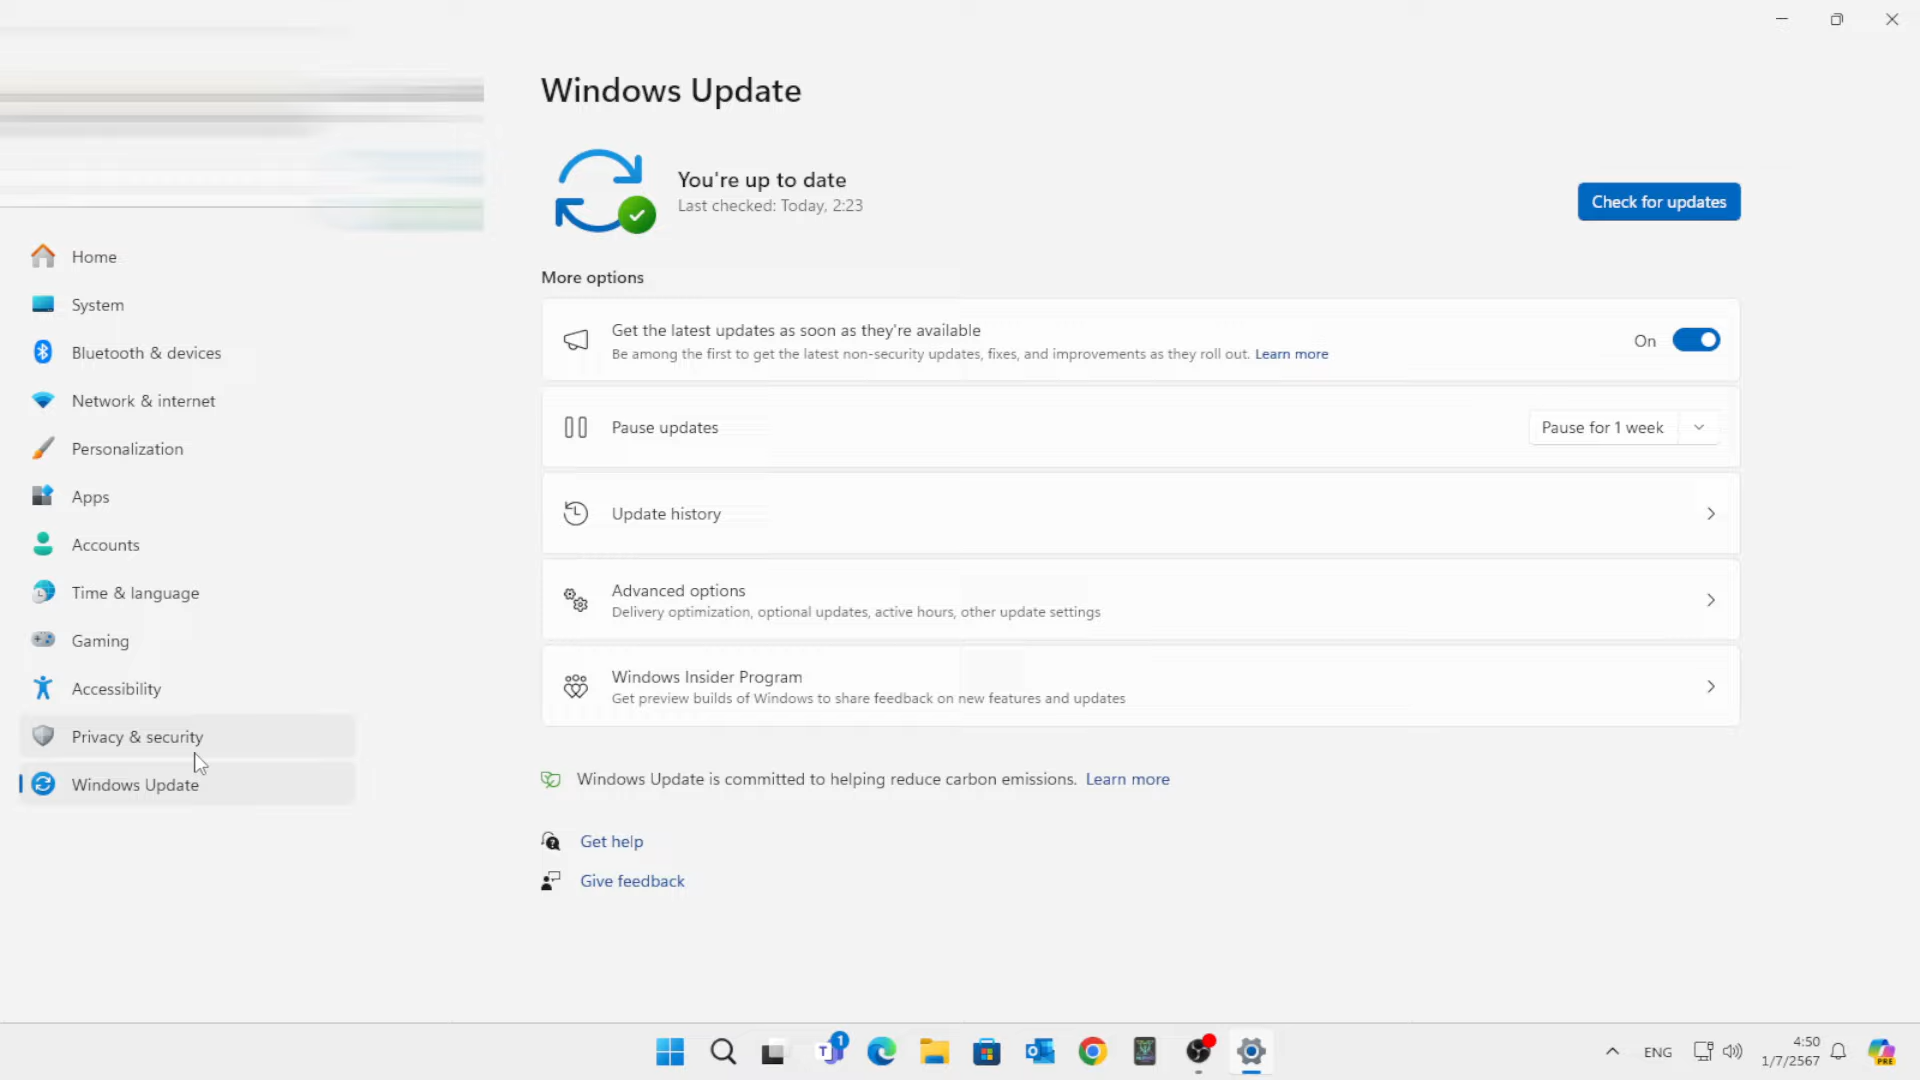 Windows Update
You're up to date
Last checked: Today, 2:23
Check for updates
Home
System
Bluetooth & devices
Network & internet
Personalization
Apps
Accounts
Time & language
Gaming
Accessibility
Privacy & security
Windows Update
More options
Get the latest updates as soon as they're available
Be among the first to get the latest non-security updates, fixes, and improvements as they roll out. Learn more
On
Pause updates
Pause for 1 week
Update history
Advanced options
Delivery optimization, optional updates, active hours, other update settings
Windows Insider Program
Get preview builds of Windows to share feedback on new features and updates
Windows Update is committed to helping reduce carbon emissions. Learn more
Get help
Give feedback
1
ENG
4:50
1/7/2567
PRE